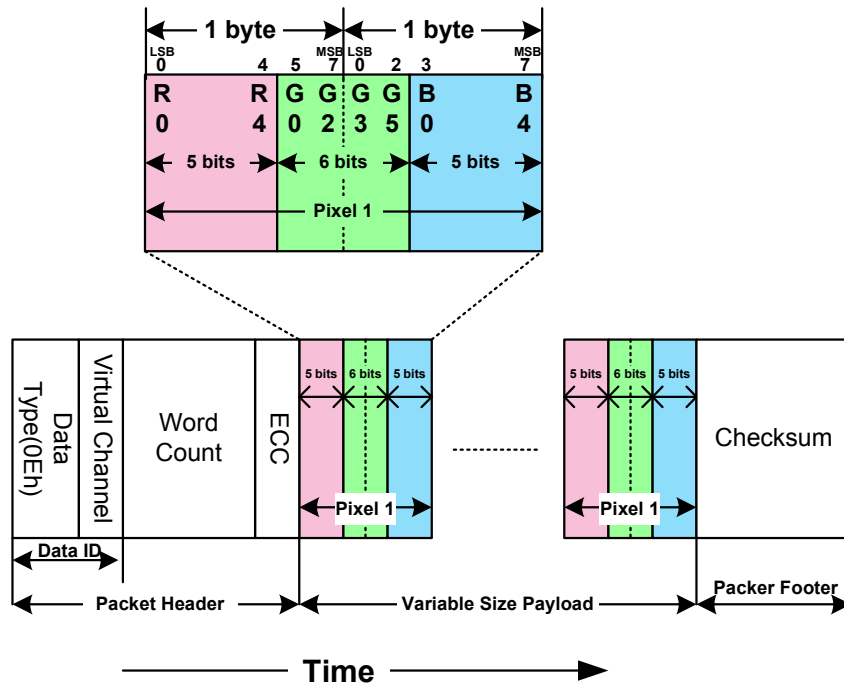 1 byte 1 byte
LSB MSB LSB MSB
0 4 5 7 0 2 3 7
R R G G G G B B
0 4 0 2 3 5 0 4
5 bits 6 bits 5 bits
Pixel 1
Data Type(0Eh)
Virtual Channel
Word Count
ECC
5 bits 6 bits 5 bits
Pixel 1
5 bits 6 bits 5 bits
Pixel 1
Checksum
Data ID
Packet Header
Variable Size Payload
Packer Footer
Time